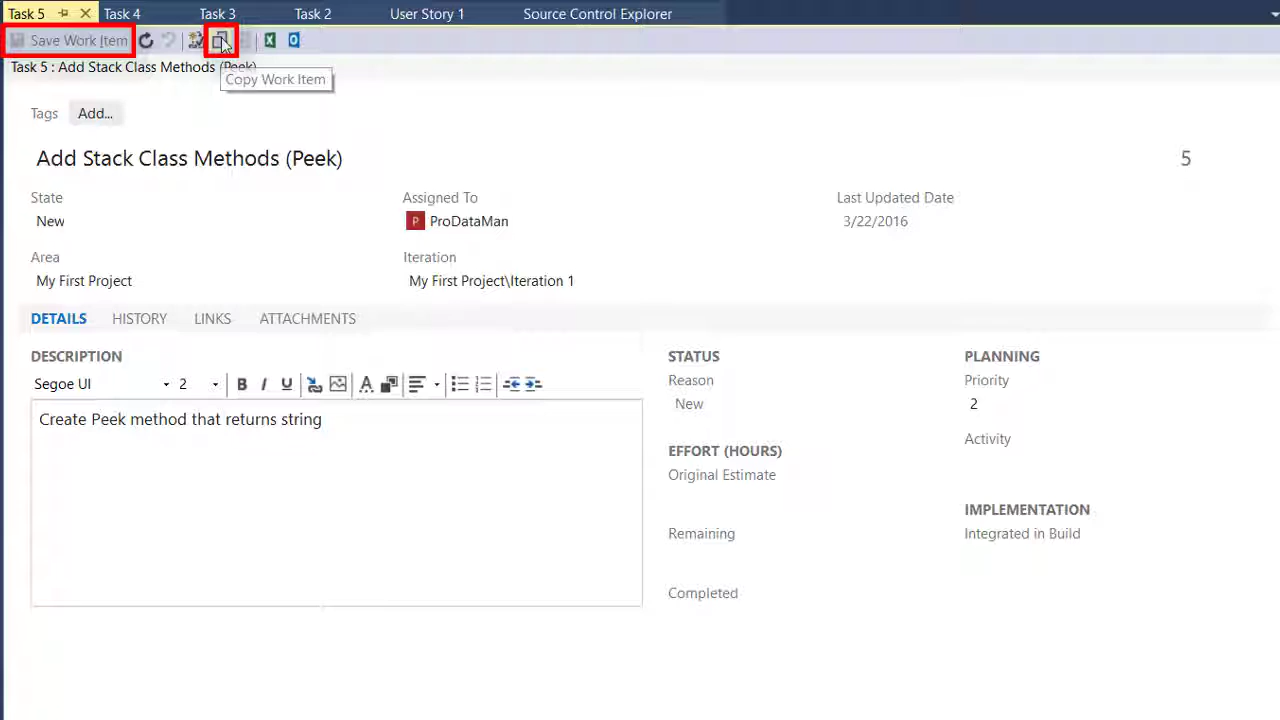 Task 5 Task 4 Task 3 Task 2 User Story 1 Source Control Explorer
Save Work Item
Task 5 : Add Stack Class Methods (Peek)
Copy Work Item
Tags Add...
Add Stack Class Methods (Peek) 5
State Assigned To Last Updated Date
New P ProDataMan 3/22/2016
Area Iteration
My First Project My First Project\Iteration 1
DETAILS HISTORY LINKS ATTACHMENTS
DESCRIPTION STATUS PLANNING
Reason Priority
Segoe UI 2 B I U A
New 2
Create Peek method that returns string
Activity
EFFORT (HOURS)
Original Estimate
IMPLEMENTATION
Remaining Integrated in Build
Completed